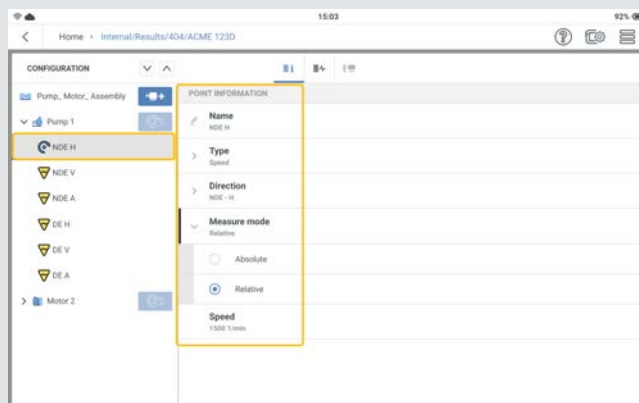 15:03
92%
Home • Internal/Results/404/ACME 123D
CONFIGURATION
Pump_Motor_Assembly
Pump 1
NDE H
NDE V
NDE A
DE H
DE V
DE A
Motor 2
POINT INFORMATION
Name
NDE H
Type
Speed
Direction
NDE - H
Measure mode
Relative
Absolute
Relative
Speed
1500 1/min